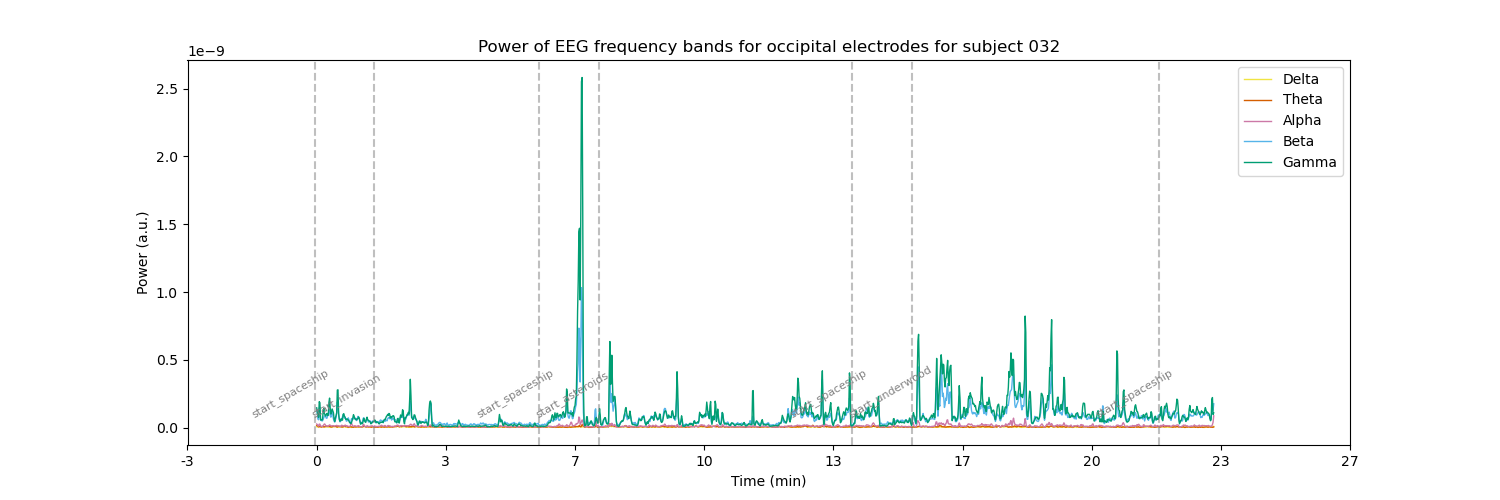 Power of EEG frequency bands for occipital electrodes for subject 032
1e−9
2.5
2.0
1.5
1.0
0.5
0.0
Power (a.u.)
Delta
Theta
Alpha
Beta
Gamma
start_spaceship
start_invasion
start_spaceship
start_asteroids
start_spaceship
start_underwood
start_spaceship
-3
0
3
7
10
13
17
20
23
27
Time (min)